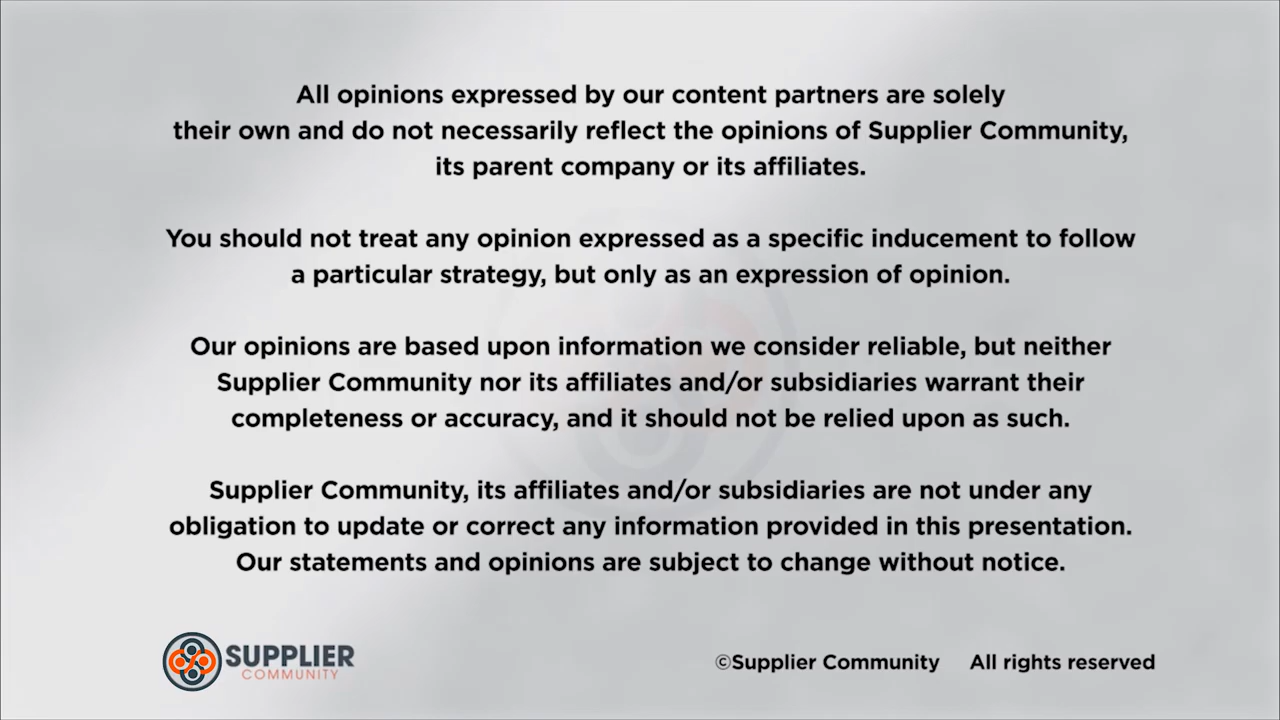 All opinions expressed by our content partners are solely
their own and do not necessarily reflect the opinions of Supplier Community,
its parent company or its affiliates.
You should not treat any opinion expressed as a specific inducement to follow
a particular strategy, but only as an expression of opinion.
Our opinions are based upon information we consider reliable, but neither
Supplier Community nor its affiliates and/or subsidiaries warrant their
completeness or accuracy, and it should not be relied upon as such.
Supplier Community, its affiliates and/or subsidiaries are not under any
obligation to update or correct any information provided in this presentation.
Our statements and opinions are subject to change without notice.
SUPPLIER
COMMUNITY
©Supplier Community All rights reserved